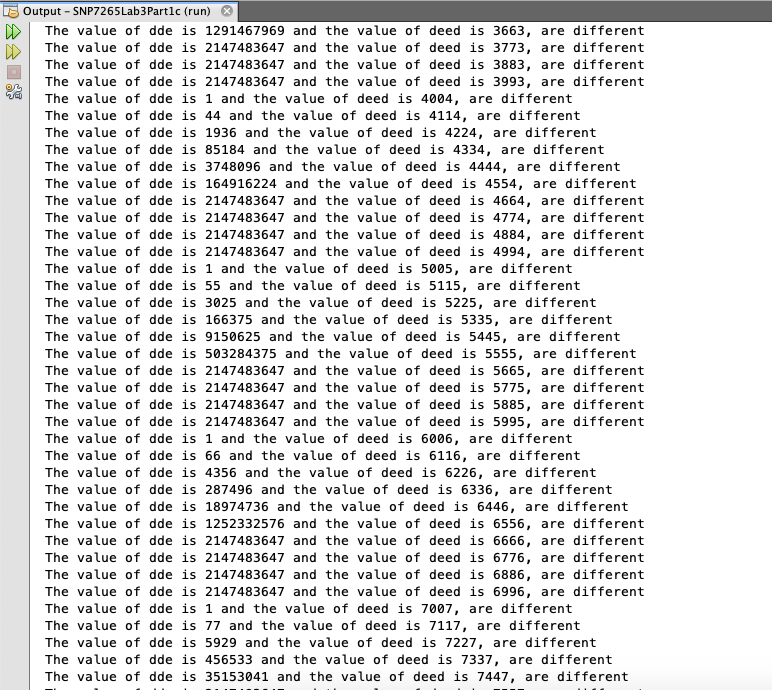 Output – SNP7265Lab3Part1c (run)
The value of dde is 1291467969 and the value of deed is 3663, are different
The value of dde is 2147483647 and the value of deed is 3773, are different
The value of dde is 2147483647 and the value of deed is 3883, are different
The value of dde is 2147483647 and the value of deed is 3993, are different
The value of dde is 1 and the value of deed is 4004, are different
The value of dde is 44 and the value of deed is 4114, are different
The value of dde is 1936 and the value of deed is 4224, are different
The value of dde is 85184 and the value of deed is 4334, are different
The value of dde is 3748096 and the value of deed is 4444, are different
The value of dde is 164916224 and the value of deed is 4554, are different
The value of dde is 2147483647 and the value of deed is 4664, are different
The value of dde is 2147483647 and the value of deed is 4774, are different
The value of dde is 2147483647 and the value of deed is 4884, are different
The value of dde is 2147483647 and the value of deed is 4994, are different
The value of dde is 1 and the value of deed is 5005, are different
The value of dde is 55 and the value of deed is 5115, are different
The value of dde is 3025 and the value of deed is 5225, are different
The value of dde is 166375 and the value of deed is 5335, are different
The value of dde is 9150625 and the value of deed is 5445, are different
The value of dde is 503284375 and the value of deed is 5555, are different
The value of dde is 2147483647 and the value of deed is 5665, are different
The value of dde is 2147483647 and the value of deed is 5775, are different
The value of dde is 2147483647 and the value of deed is 5885, are different
The value of dde is 2147483647 and the value of deed is 5995, are different
The value of dde is 1 and the value of deed is 6006, are different
The value of dde is 66 and the value of deed is 6116, are different
The value of dde is 4356 and the value of deed is 6226, are different
The value of dde is 287496 and the value of deed is 6336, are different
The value of dde is 18974736 and the value of deed is 6446, are different
The value of dde is 1252332576 and the value of deed is 6556, are different
The value of dde is 2147483647 and the value of deed is 6666, are different
The value of dde is 2147483647 and the value of deed is 6776, are different
The value of dde is 2147483647 and the value of deed is 6886, are different
The value of dde is 2147483647 and the value of deed is 6996, are different
The value of dde is 1 and the value of deed is 7007, are different
The value of dde is 77 and the value of deed is 7117, are different
The value of dde is 5929 and the value of deed is 7227, are different
The value of dde is 456533 and the value of deed is 7337, are different
The value of dde is 35153041 and the value of deed is 7447, are different